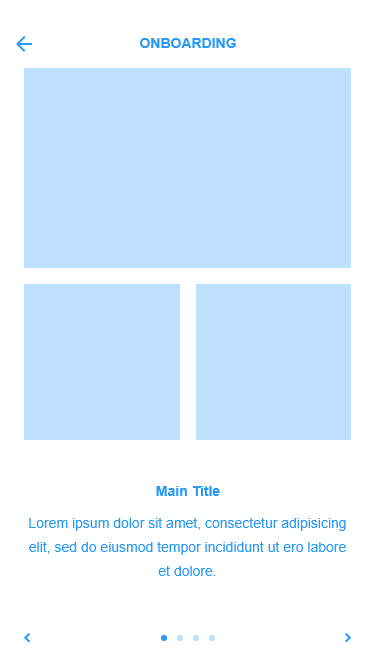 ONBOARDING
Main Title
Lorem ipsum dolor sit amet, consectetur adipisicing
elit, sed do eiusmod tempor incididunt ut ero labore
et dolore.